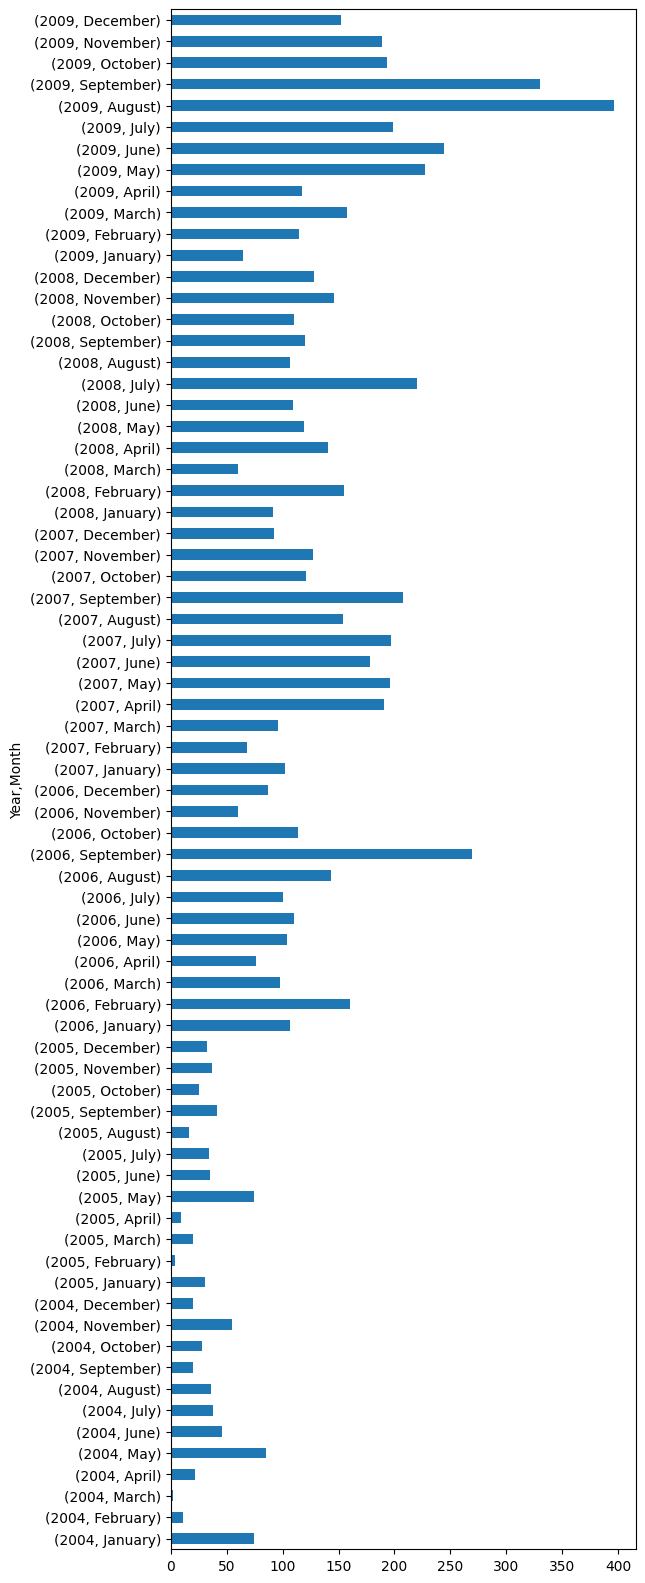 (2009, December)
(2009, November)
(2009, October)
(2009, September)
(2009, August)
(2009, July)
(2009, June)
(2009, May)
(2009, April)
(2009, March)
(2009, February)
(2009, January)
(2008, December)
(2008, November)
(2008, October)
(2008, September)
(2008, August)
(2008, July)
(2008, June)
(2008, May)
(2008, April)
(2008, March)
(2008, February)
(2008, January)
(2007, December)
(2007, November)
(2007, October)
(2007, September)
(2007, August)
(2007, July)
(2007, June)
(2007, May)
(2007, April)
(2007, March)
(2007, February)
(2007, January)
(2006, December)
(2006, November)
(2006, October)
(2006, September)
(2006, August)
(2006, July)
(2006, June)
(2006, May)
(2006, April)
(2006, March)
(2006, February)
(2006, January)
(2005, December)
(2005, November)
(2005, October)
(2005, September)
(2005, August)
(2005, July)
(2005, June)
(2005, May)
(2005, April)
(2005, March)
(2005, February)
(2005, January)
(2004, December)
(2004, November)
(2004, October)
(2004, September)
(2004, August)
(2004, July)
(2004, June)
(2004, May)
(2004, April)
(2004, March)
(2004, February)
(2004, January)
Year,Month
0 50 100 150 200 250 300 350 400